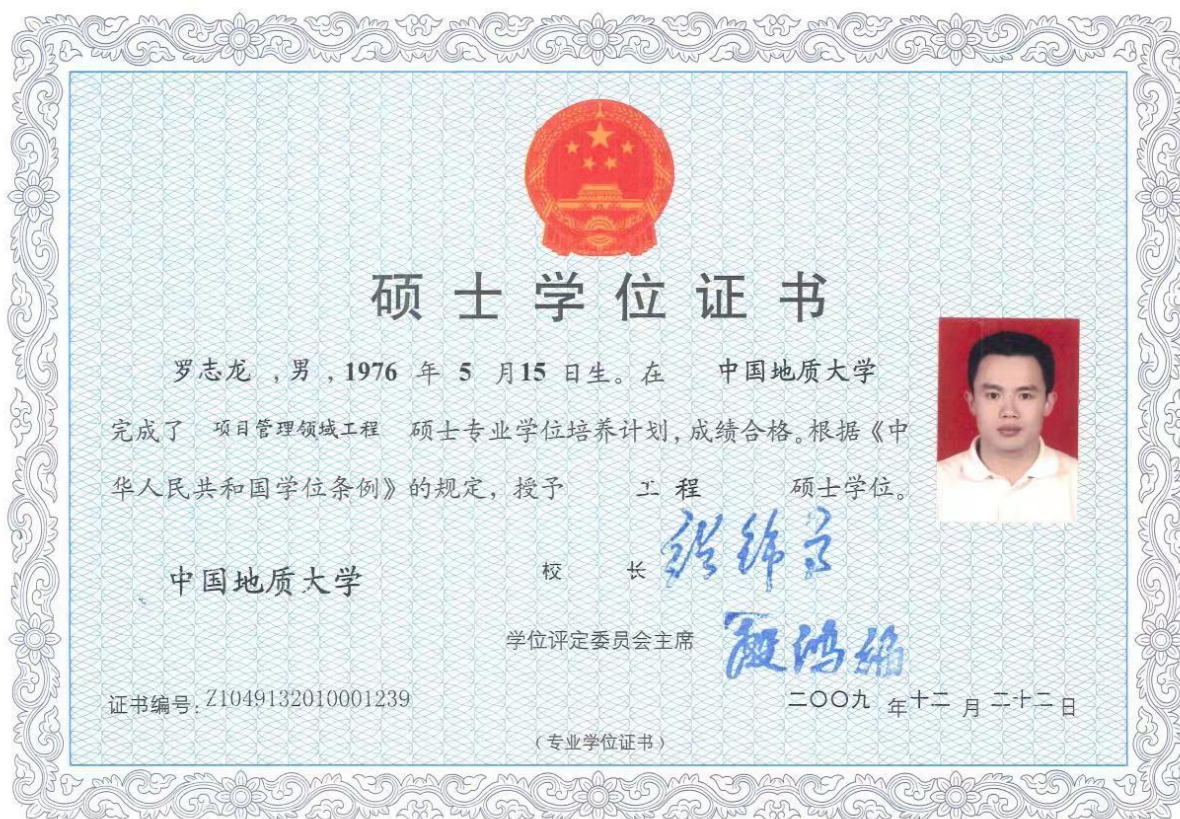 硕士学位证书
罗志龙 ,男 , 1976 年 5 月15 日生。在 中国地质大学
完成了 项目管理领域工程 硕士专业学位培养计划,成绩合格。根据《中
华人民共和国学位条例》的规定, 授予 工 程 硕士学位。
中国地质大学
校 长 张锦高
学位评定委员会主席 殷鸿福
证书编号: Z1049132010001239
二〇〇九 年 十二 月 二十二 日
(专业学位证书)